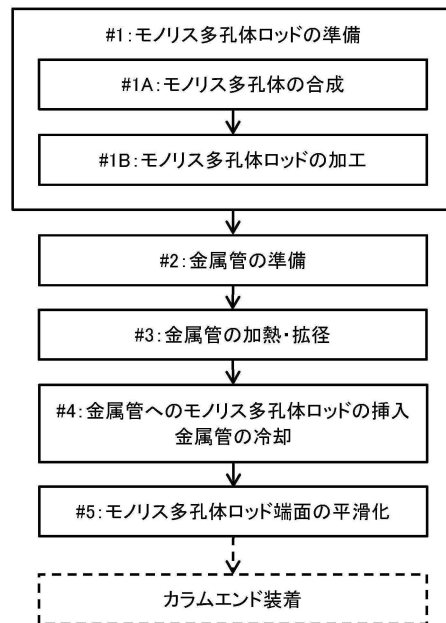 #1:モノリス多孔体ロッドの準備
#1A:モノリス多孔体の合成
#1B:モノリス多孔体ロッドの加工
#2:金属管の準備
#3:金属管の加熱・拡径
#4:金属管へのモノリス多孔体ロッドの挿入
金属管の冷却
#5:モノリス多孔体ロッド端面の平滑化
カラムエンド装着